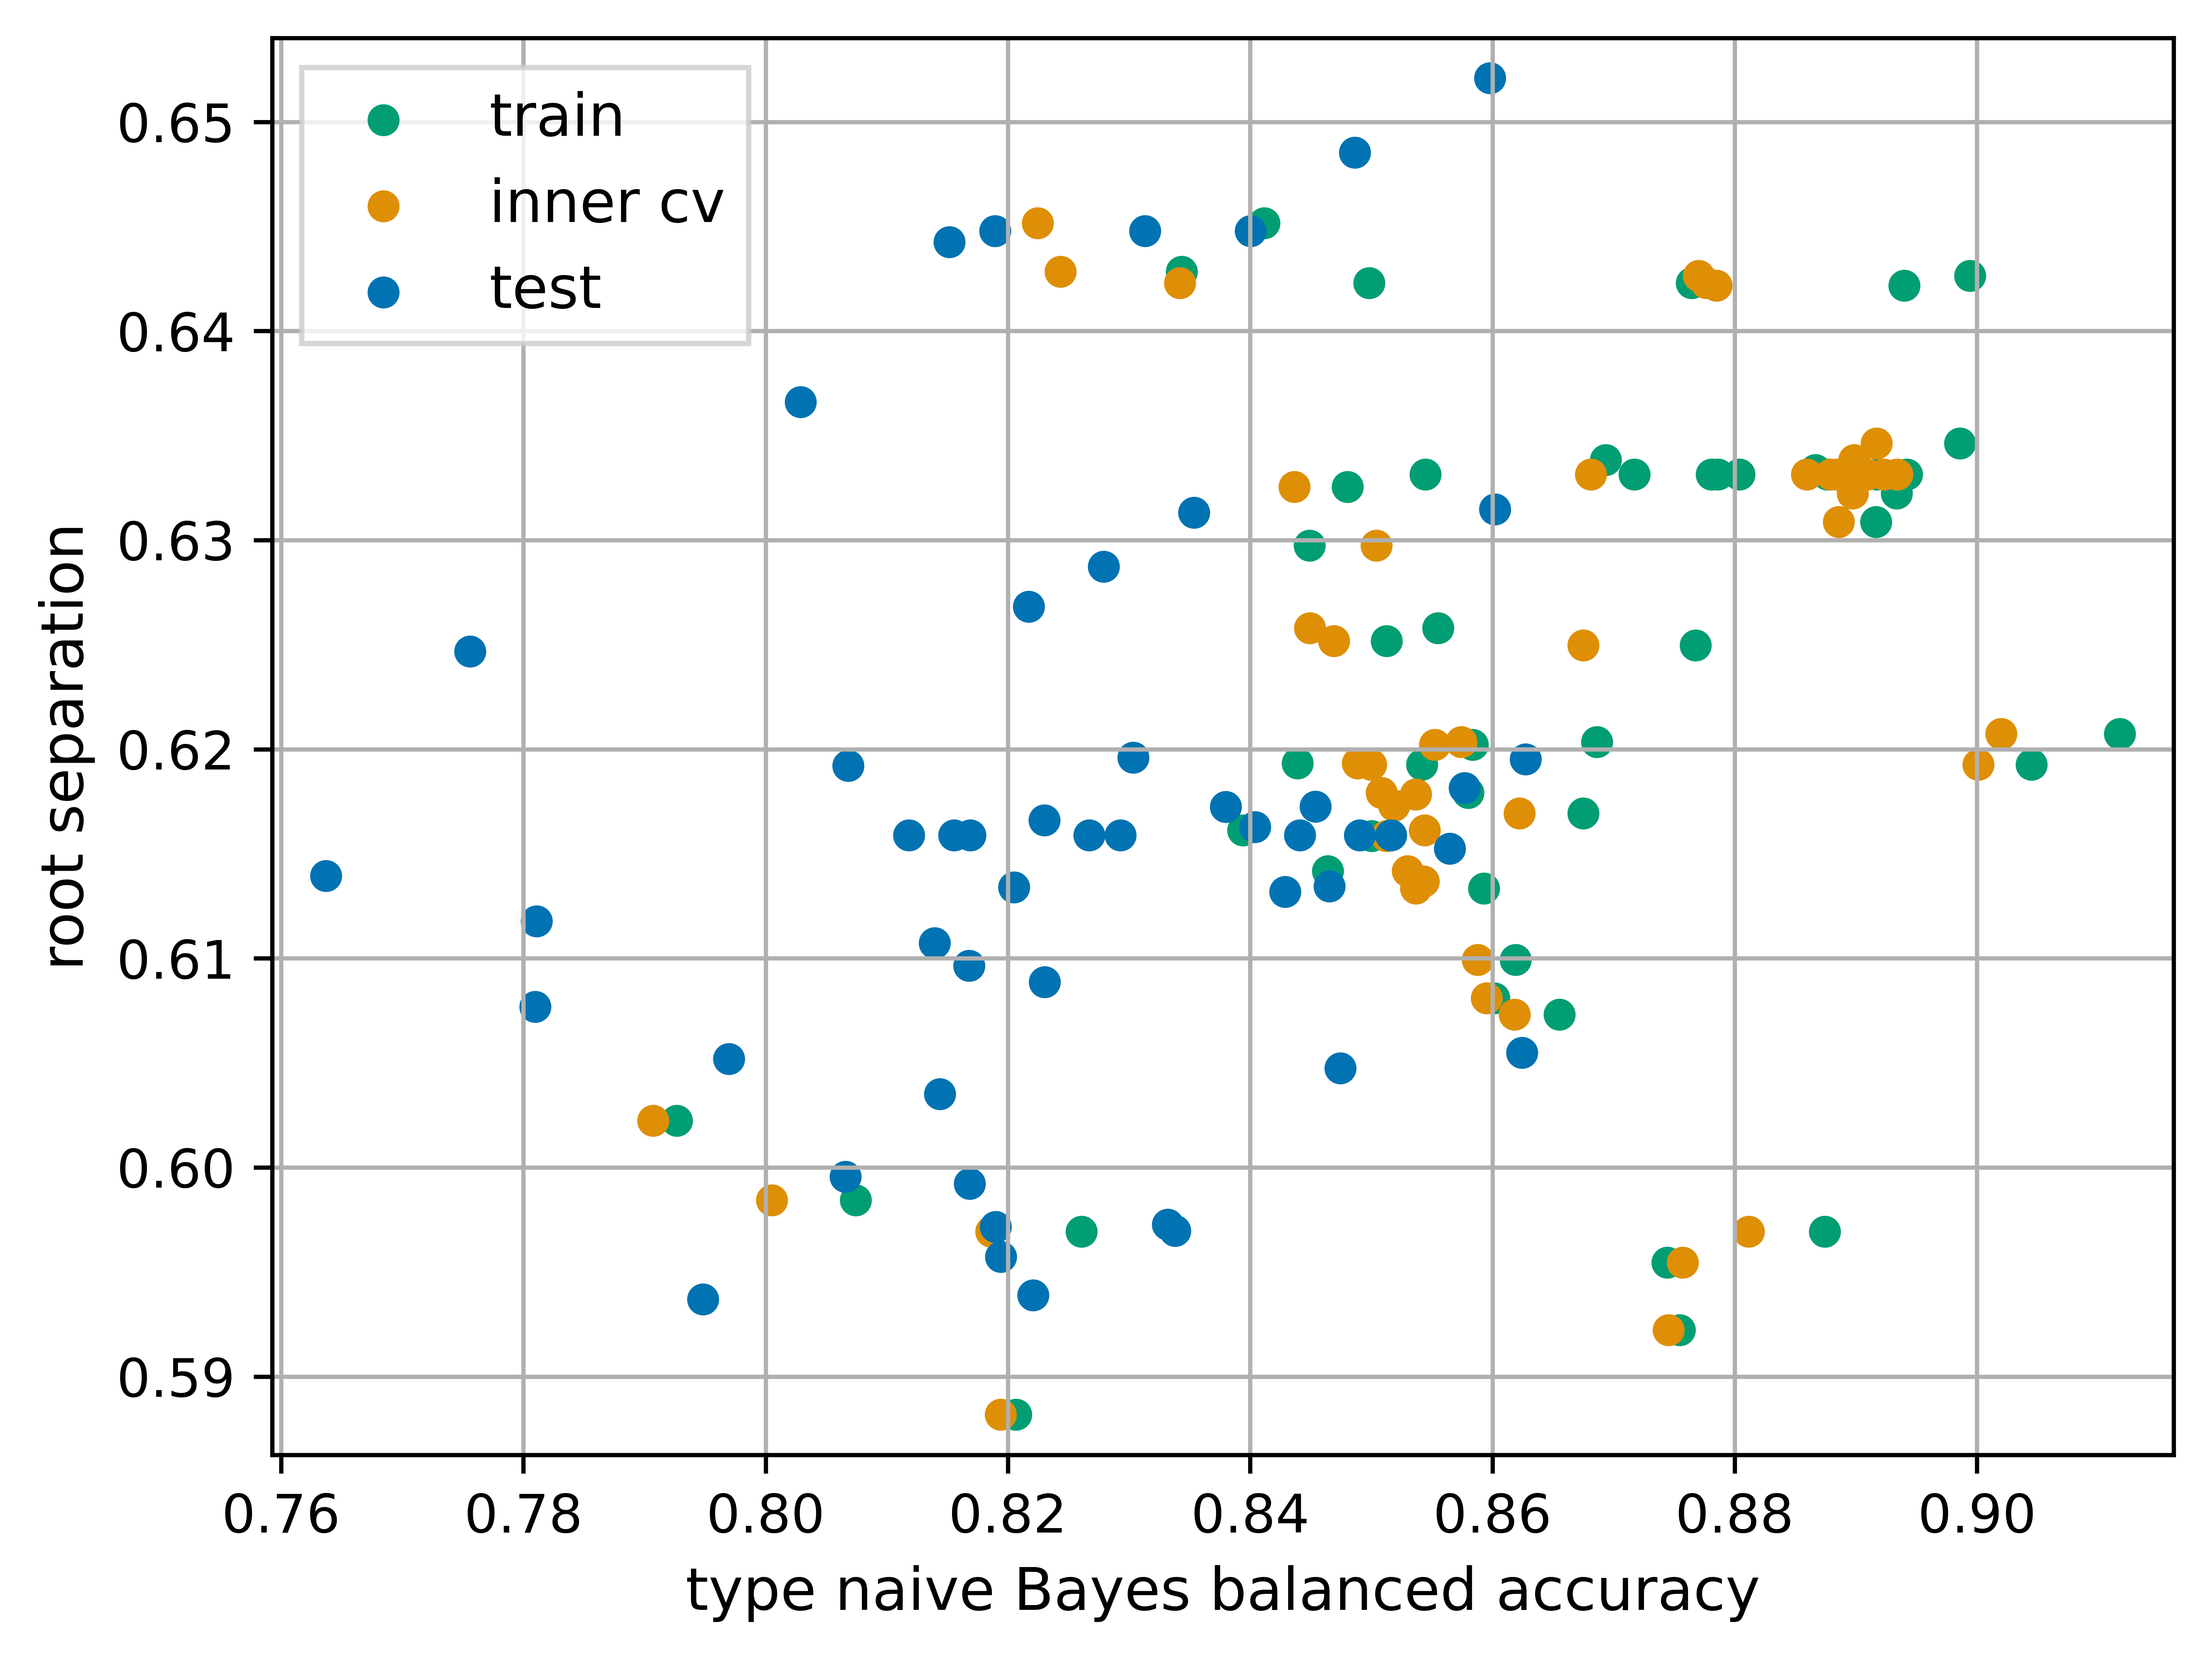 train
inner cv
test
0.65
0.64
0.63
0.62
0.61
0.60
0.59
root separation
0.76 0.78 0.80 0.82 0.84 0.86 0.88 0.90
type naive Bayes balanced accuracy